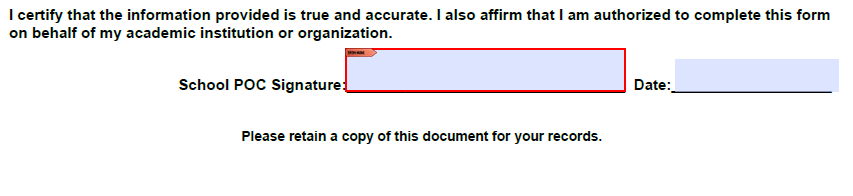 I certify that the information provided is true and accurate. I also affirm that I am authorized to complete this form
on behalf of my academic institution or organization.
School POC Signature: Date:
Please retain a copy of this document for your records.